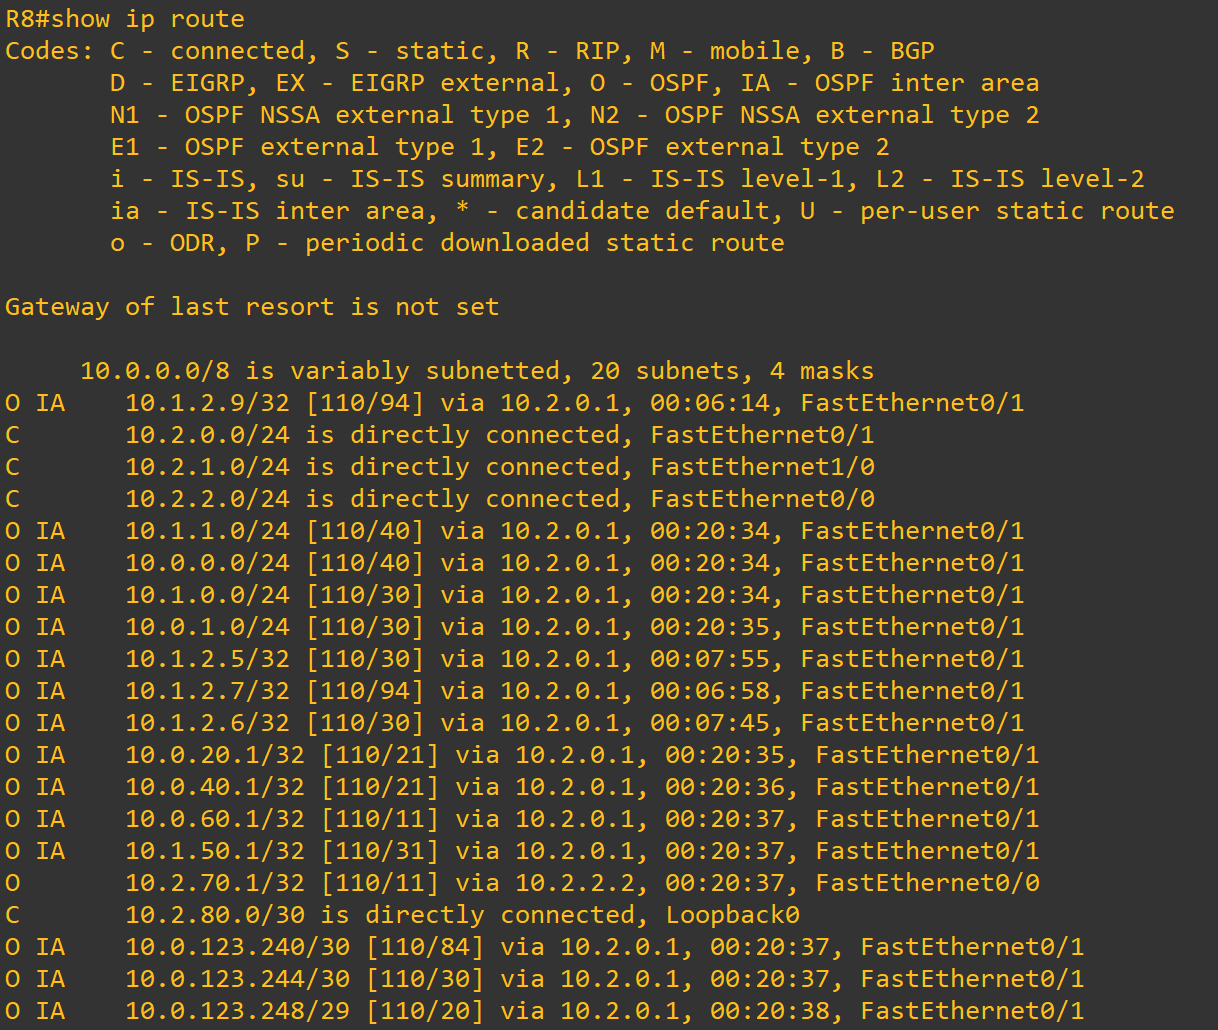 R8#show ip route
Codes: C - connected, S - static, R - RIP, M - mobile, B - BGP
       D - EIGRP, EX - EIGRP external, O - OSPF, IA - OSPF inter area
       N1 - OSPF NSSA external type 1, N2 - OSPF NSSA external type 2
       E1 - OSPF external type 1, E2 - OSPF external type 2
       i - IS-IS, su - IS-IS summary, L1 - IS-IS level-1, L2 - IS-IS level-2
       ia - IS-IS inter area, * - candidate default, U - per-user static route
       o - ODR, P - periodic downloaded static route

Gateway of last resort is not set

     10.0.0.0/8 is variably subnetted, 20 subnets, 4 masks
O IA    10.1.2.9/32 [110/94] via 10.2.0.1, 00:06:14, FastEthernet0/1
C       10.2.0.0/24 is directly connected, FastEthernet0/1
C       10.2.1.0/24 is directly connected, FastEthernet1/0
C       10.2.2.0/24 is directly connected, FastEthernet0/0
O IA    10.1.1.0/24 [110/40] via 10.2.0.1, 00:20:34, FastEthernet0/1
O IA    10.0.0.0/24 [110/40] via 10.2.0.1, 00:20:34, FastEthernet0/1
O IA    10.1.0.0/24 [110/30] via 10.2.0.1, 00:20:34, FastEthernet0/1
O IA    10.0.1.0/24 [110/30] via 10.2.0.1, 00:20:35, FastEthernet0/1
O IA    10.1.2.5/32 [110/30] via 10.2.0.1, 00:07:55, FastEthernet0/1
O IA    10.1.2.7/32 [110/94] via 10.2.0.1, 00:06:58, FastEthernet0/1
O IA    10.1.2.6/32 [110/30] via 10.2.0.1, 00:07:45, FastEthernet0/1
O IA    10.0.20.1/32 [110/21] via 10.2.0.1, 00:20:35, FastEthernet0/1
O IA    10.0.40.1/32 [110/21] via 10.2.0.1, 00:20:36, FastEthernet0/1
O IA    10.0.60.1/32 [110/11] via 10.2.0.1, 00:20:37, FastEthernet0/1
O IA    10.1.50.1/32 [110/31] via 10.2.0.1, 00:20:37, FastEthernet0/1
O       10.2.70.1/32 [110/11] via 10.2.2.2, 00:20:37, FastEthernet0/0
C       10.2.80.0/30 is directly connected, Loopback0
O IA    10.0.123.240/30 [110/84] via 10.2.0.1, 00:20:37, FastEthernet0/1
O IA    10.0.123.244/30 [110/30] via 10.2.0.1, 00:20:37, FastEthernet0/1
O IA    10.0.123.248/29 [110/20] via 10.2.0.1, 00:20:38, FastEthernet0/1